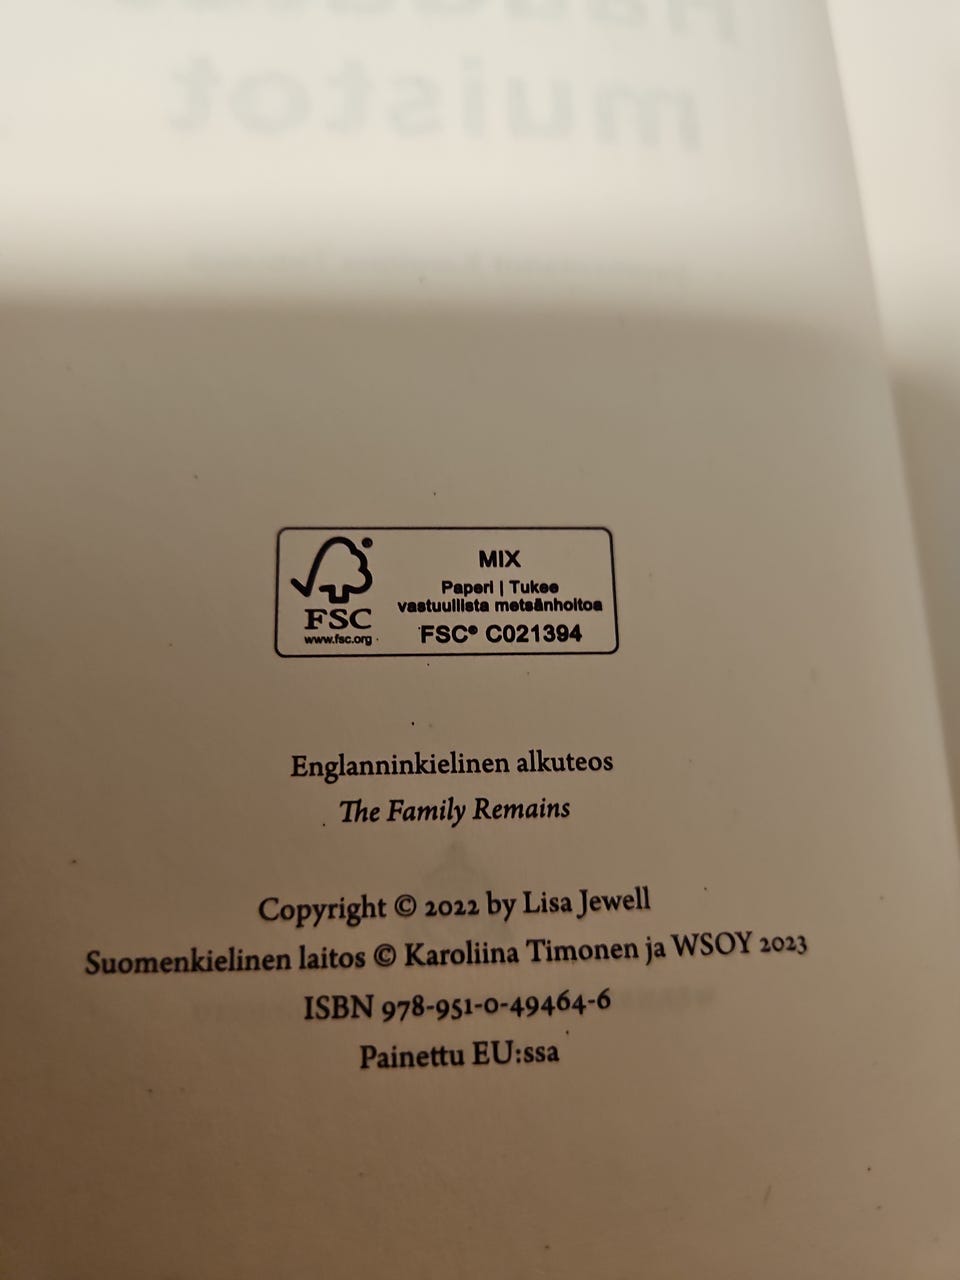 muistot
FSC
www.fsc.org
MIX
Paperi | Tukee
vastuullista metsänhoitoa
FSC® C021394
Englanninkielinen alkuteos
The Family Remains
Copyright © 2022 by Lisa Jewell
Suomenkielinen laitos © Karoliina Timonen ja WSOY 2023
ISBN 978-951-0-49464-6
Painettu EU:ssa